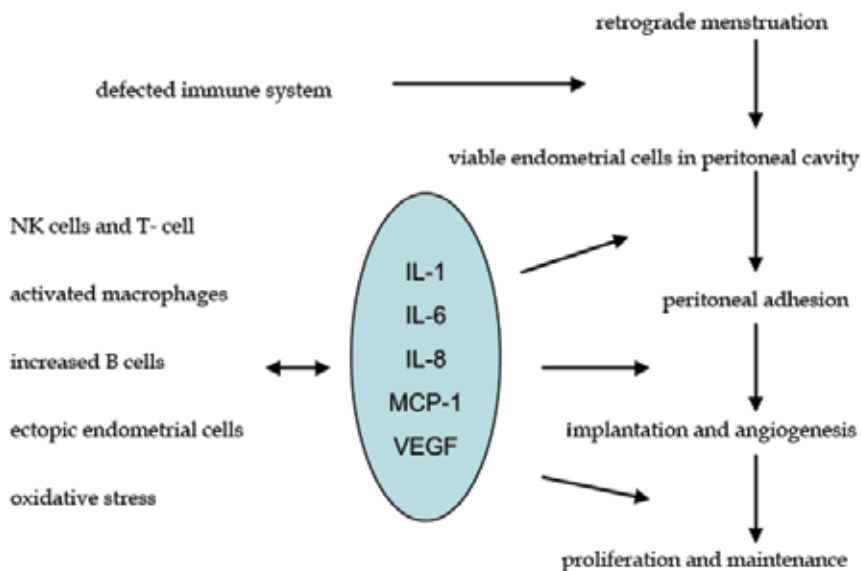 retrograde menstruation
defected immune system
viable endometrial cells in peritoneal cavity
NK cells and T- cell
activated macrophages
increased B cells
ectopic endometrial cells
oxidative stress
IL-1
IL-6
IL-8
MCP-1
VEGF
peritoneal adhesion
implantation and angiogenesis
proliferation and maintenance